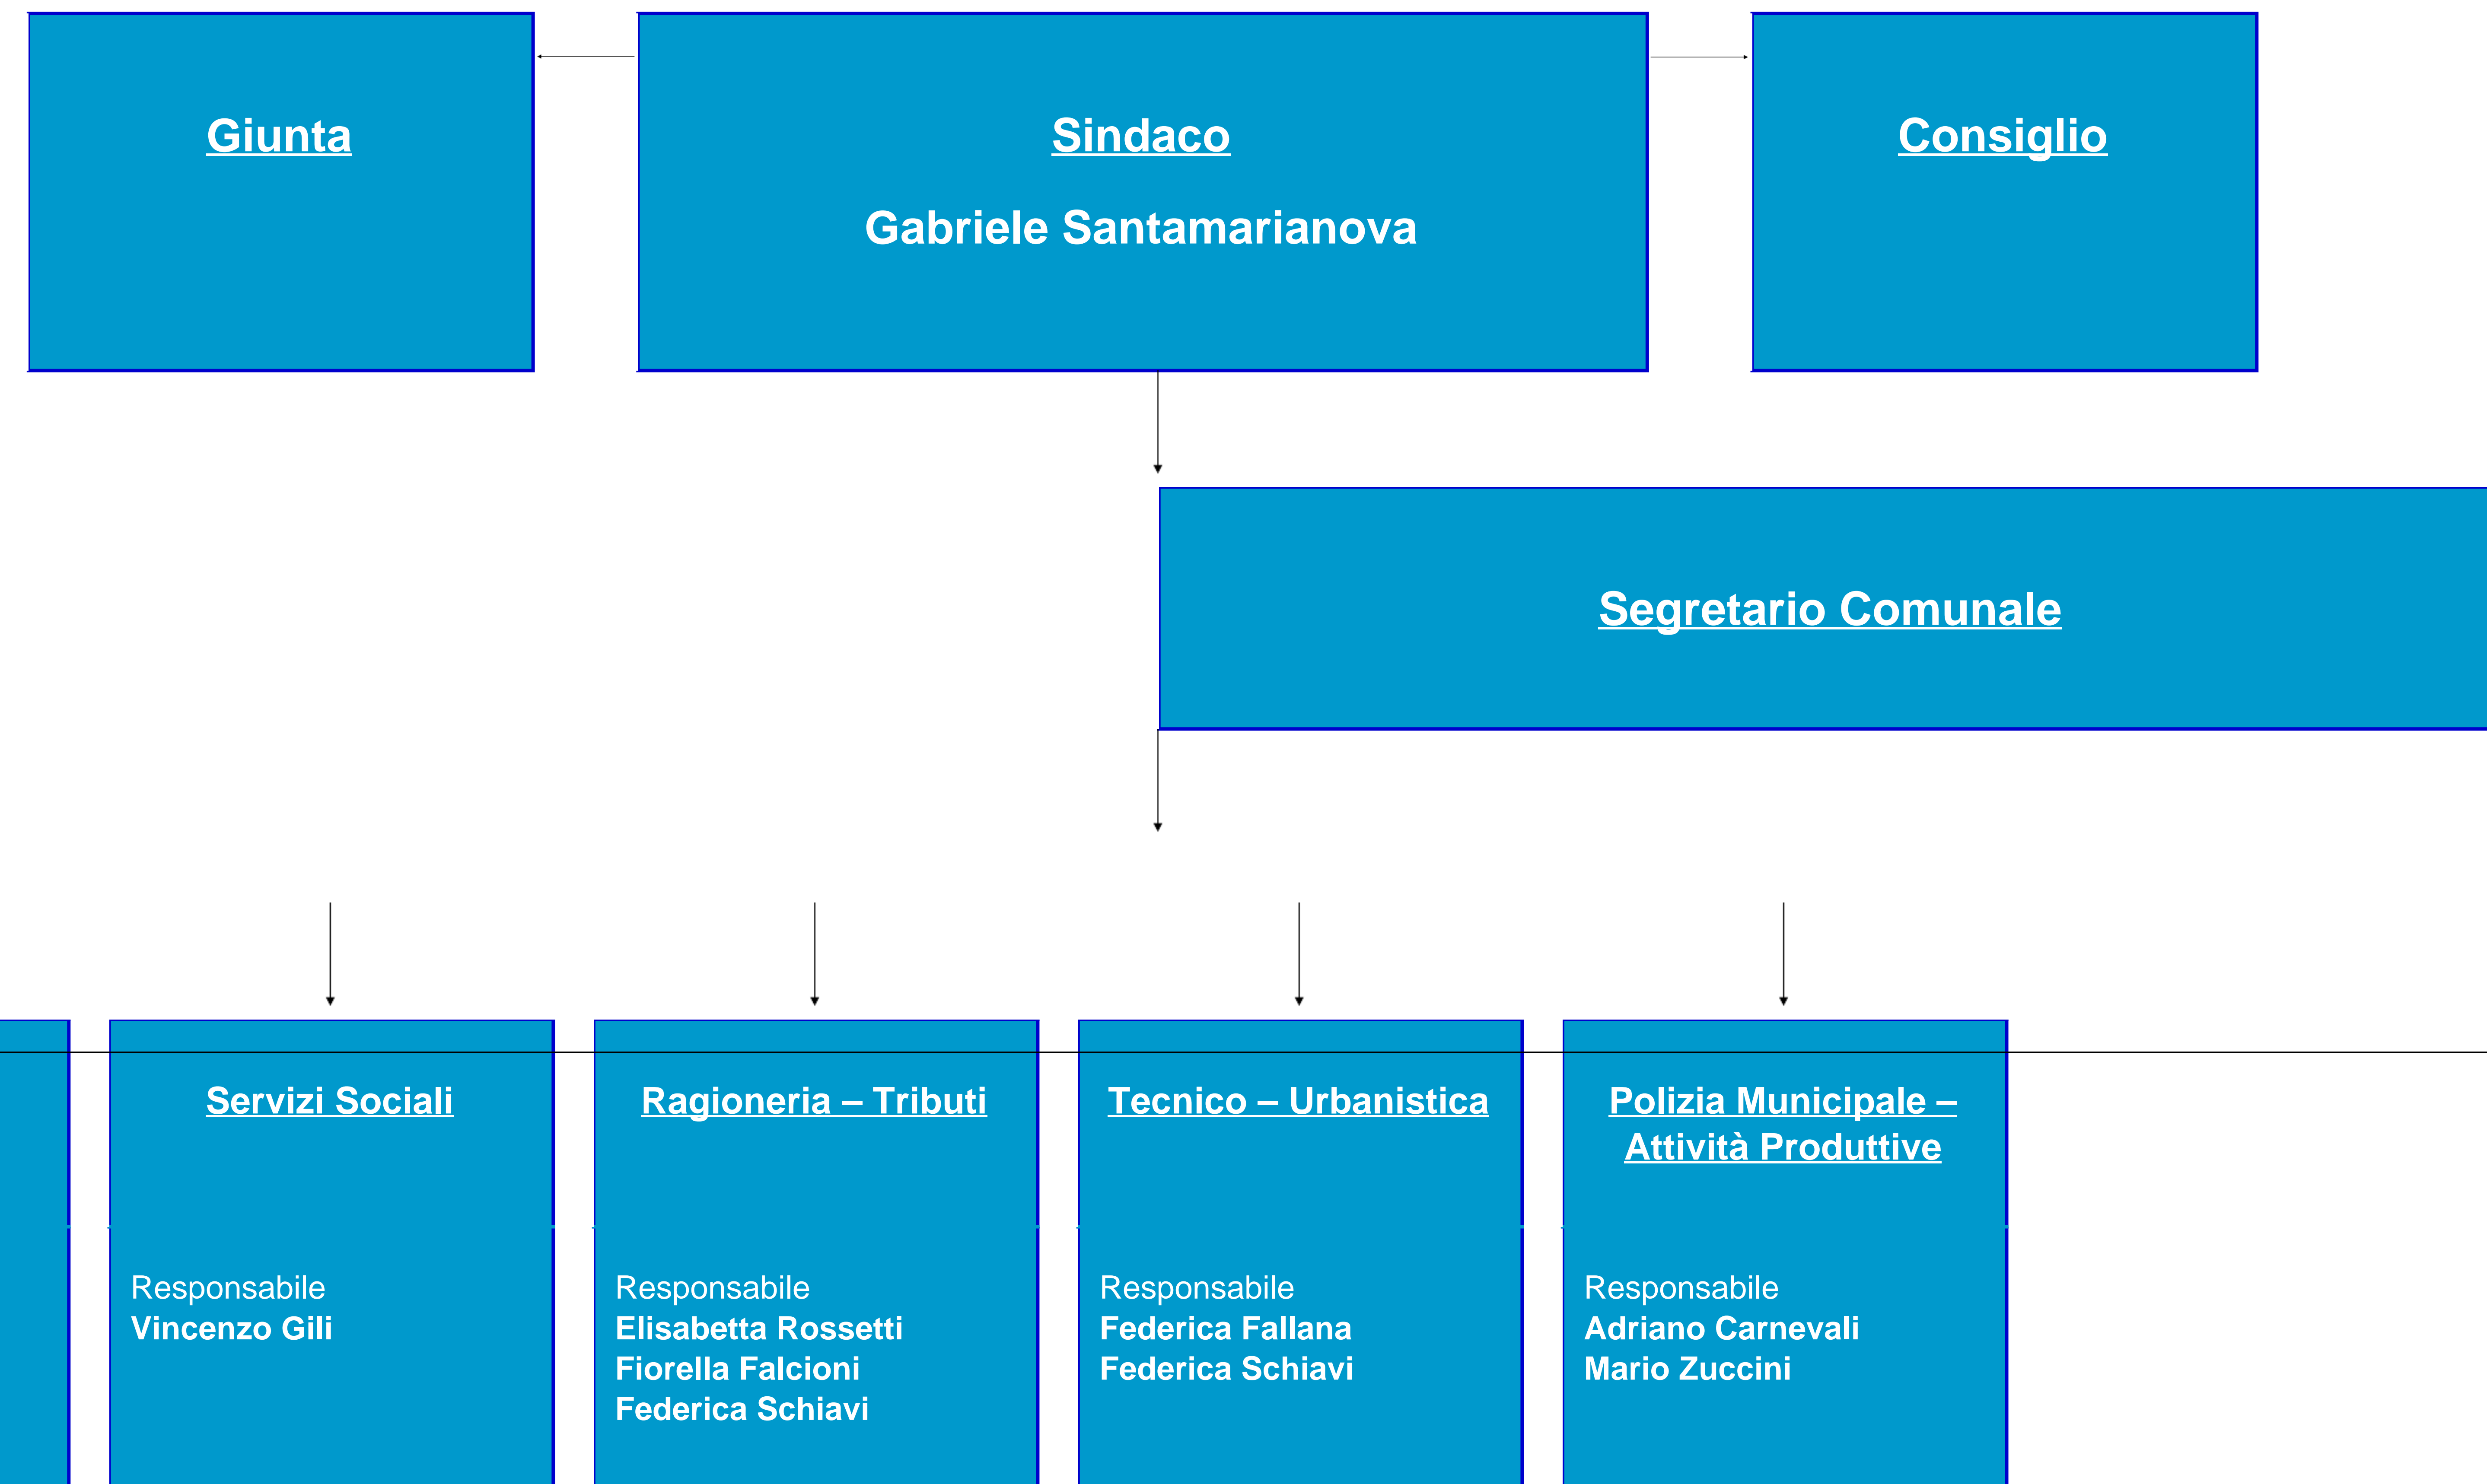 Giunta
Sindaco
Gabriele Santamarianova
Consiglio
Segretario Comunale
Servizi Sociali
Responsabile
Vincenzo Gili
Ragioneria – Tributi
Responsabile
Elisabetta Rossetti
Fiorella Falcioni
Federica Schiavi
Tecnico – Urbanistica
Responsabile
Federica Fallana
Federica Schiavi
Polizia Municipale –
Attività Produttive
Responsabile
Adriano Carnevali
Mario Zuccini